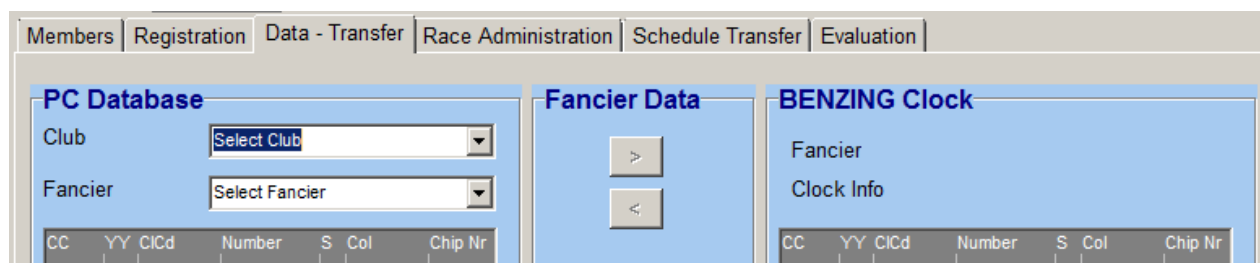 Members Registration Data - Transfer Race Administration Schedule Transfer Evaluation
PC Database Fancier Data BENZING Clock
Club Select Club
> Fancier
Fancier Select Fancier Clock Info
<
CC YY ClCd Number S Col Chip Nr CC YY ClCd Number S Col Chip Nr